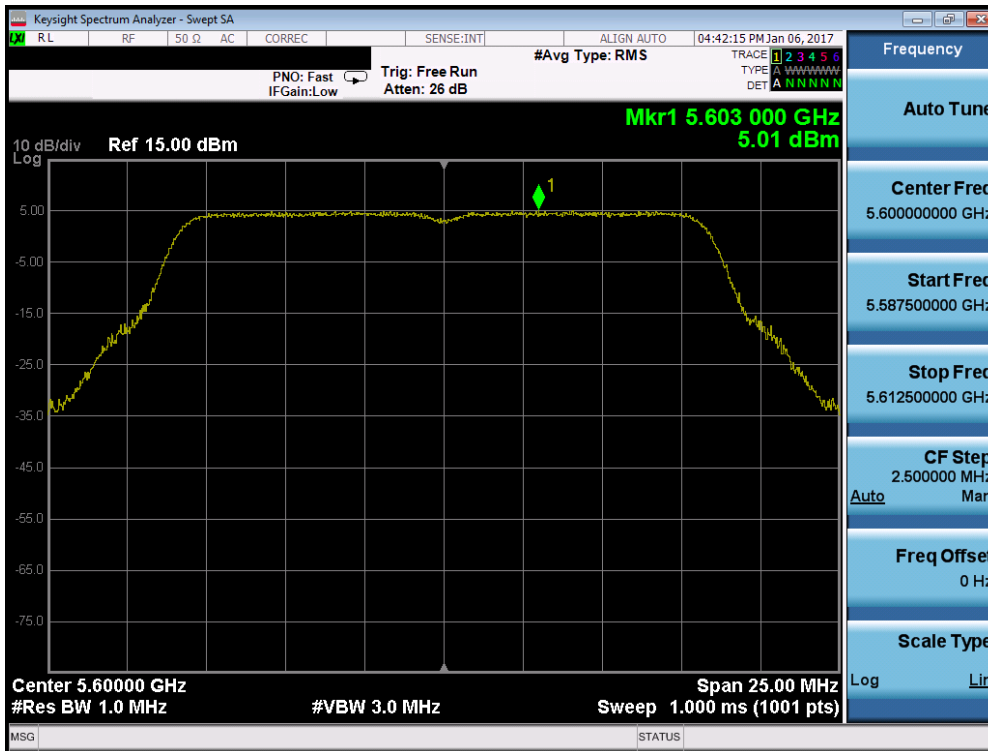 Keysight Spectrum Analyzer - Swept SA
LXI RL RF 50 Ω AC CORREC SENSE:INT ALIGN AUTO 04:42:15 PM Jan 06, 2017
#Avg Type: RMS
TRACE 1 2 3 4 5 6
PNO: Fast Trig: Free Run
TYPE A WWWWW
IFGain:Low Atten: 26 dB
DET A N N N N N
Mkr1 5.603 000 GHz
5.01 dBm
10 dB/div Ref 15.00 dBm
Log
1
5.00
-5.00
-15.0
-25.0
-35.0
-45.0
-55.0
-65.0
-75.0
Center 5.60000 GHz Span 25.00 MHz
#Res BW 1.0 MHz #VBW 3.0 MHz Sweep 1.000 ms (1001 pts)
MSG STATUS
Frequency
Auto Tune
Center Freq
5.600000000 GHz
Start Freq
5.587500000 GHz
Stop Freq
5.612500000 GHz
CF Step
2.500000 MHz
Auto Man
Freq Offset
0 Hz
Scale Type
Log Lin